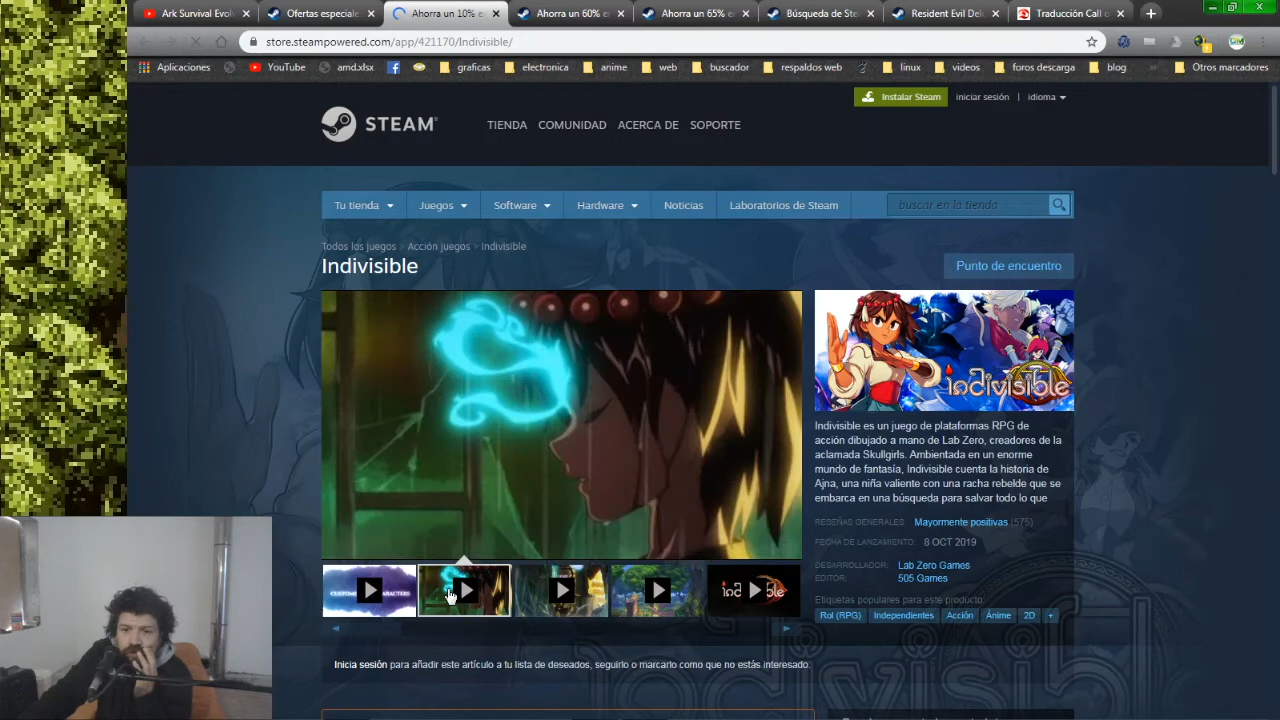 Ark Survival Evol
Ofertas especiale
Ahora un 10%
Ahora un 60%
Ahora un 65%
Búsqueda de Ste
Resident Evil Del
Traducción Call o
store.steampowered.com/app/421170/Indivisible/
Aplicaciones
YouTube
amd.xlsx
graficas
electronica
anime
web
buscador
respaldos web
linux
videos
foros descarga
blog
Otros marcadores
Instalar Steam
iniciar sesión | idioma
STEAM
TIENDA COMUNIDAD ACERCA DE SOPORTE
Tu tienda Juegos Software Hardware Noticias Laboratorios de Steam
buscar en la tienda
Todos los juegos > Acción juegos > Indivisible
Indivisible
Punto de encuentro
Indivisible
Indivisible es un juego de plataformas RPG de
acción dibujado a mano de Lab Zero, creadores de la
aclamada Skullgirls. Ambientada en un enorme
mundo de fantasía, Indivisible cuenta la historia de
Ajna, una niña valiente con una racha rebelde que se
embarca en una búsqueda para salvar todo lo que
RESEÑAS GENERALES: Mayormente positivas (575)
FECHA DE LANZAMIENTO: 8 OCT 2019
DESARROLLADOR: Lab Zero Games
EDITOR: 505 Games
Etiquetas populares para este producto:
Rol (RPG) Independientes Acción Ánime 2D +
Inicia sesión para añadir este artículo a tu lista de deseados, seguirlo o marcarlo como que no estás interesado.